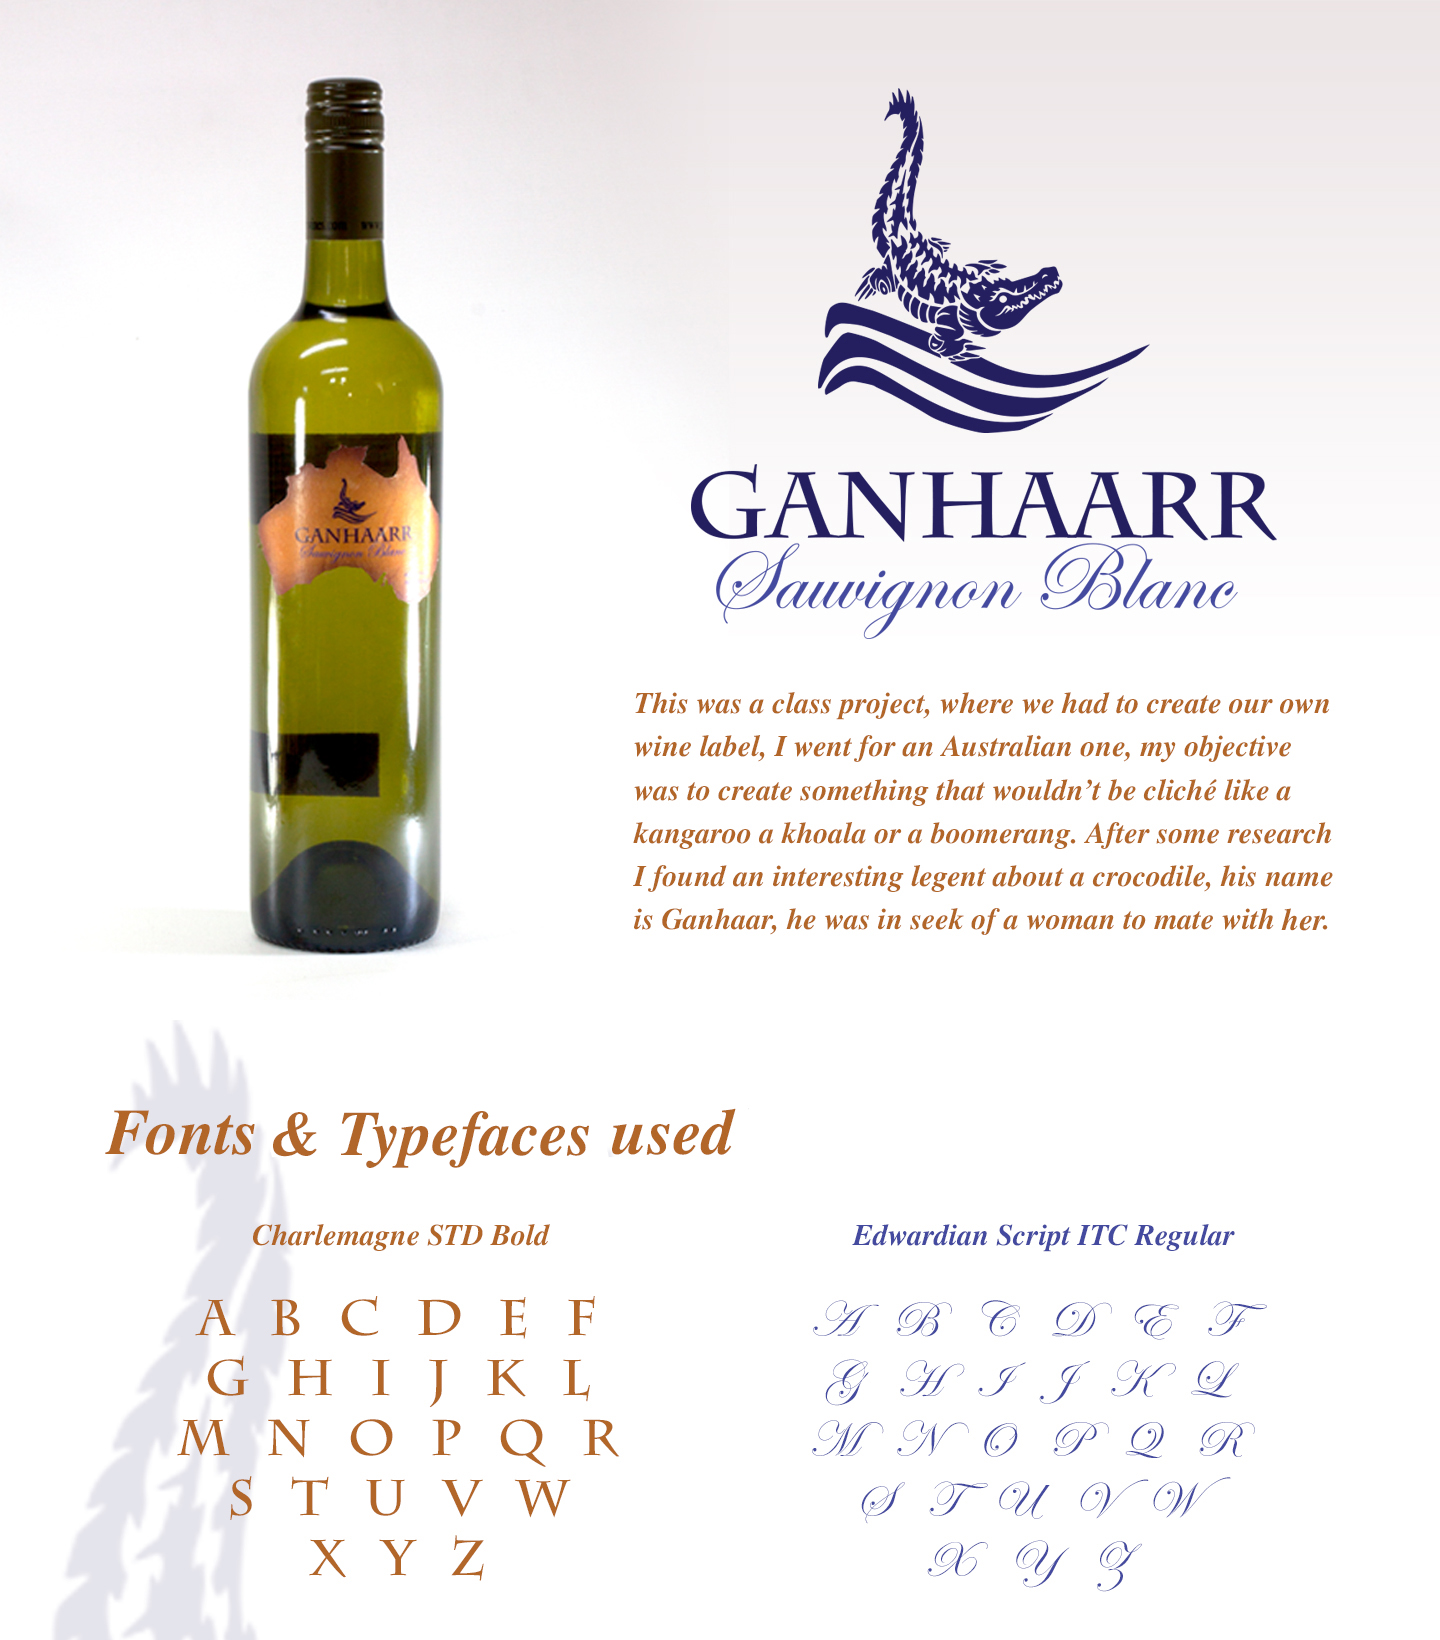 GANHAARR
Sauvignon Blanc
GANHAARR
Sauvignon Blanc
This was a class project, where we had to create our own
wine label, I went for an Australian one, my objective
was to create something that wouldn’t be cliché like a
kangaroo a khoala or a boomerang. After some research
I found an interesting legent about a crocodile, his name
is Ganhaar, he was in seek of a woman to mate with her.
Fonts & Typefaces used
Charlemagne STD Bold
A B C D E F
G H I J K L
M N O P Q R
S T U V W
X Y Z
Edwardian Script ITC Regular
A B C D E F
G H I J K L
M N O P Q R
S T U V W
X Y Z